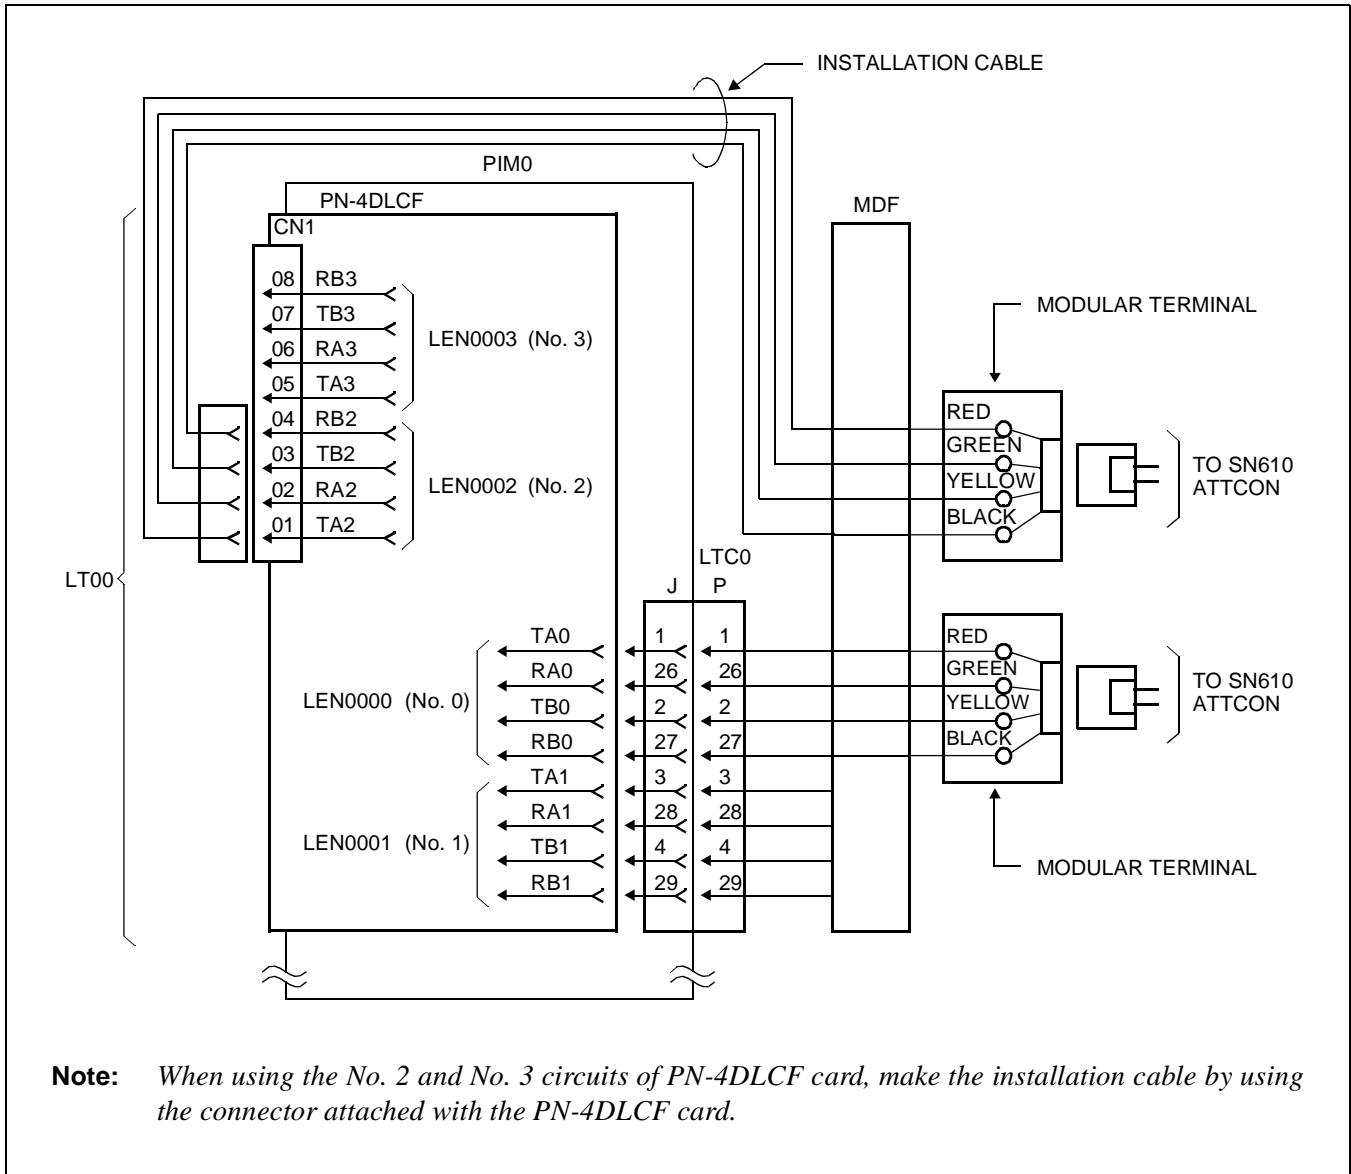 INSTALLATION CABLE
PIM0
PN-4DLCF
MDF
CN1
08 RB3
07 TB3
06 RA3
05 TA3
LEN0003 (No. 3)
04 RB2
03 TB2
02 RA2
01 TA2
LEN0002 (No. 2)
MODULAR TERMINAL
RED
GREEN
YELLOW
BLACK
TO SN610
ATTCON
LT00
LTC0
J P
TA0 1 1
RA0 26 26
TB0 2 2
RB0 27 27
LEN0000 (No. 0)
TA1 3 3
RA1 28 28
TB1 4 4
RB1 29 29
LEN0001 (No. 1)
RED
GREEN
YELLOW
BLACK
TO SN610
ATTCON
MODULAR TERMINAL
Note: When using the No. 2 and No. 3 circuits of PN-4DLCF card, make the installation cable by using
the connector attached with the PN-4DLCF card.